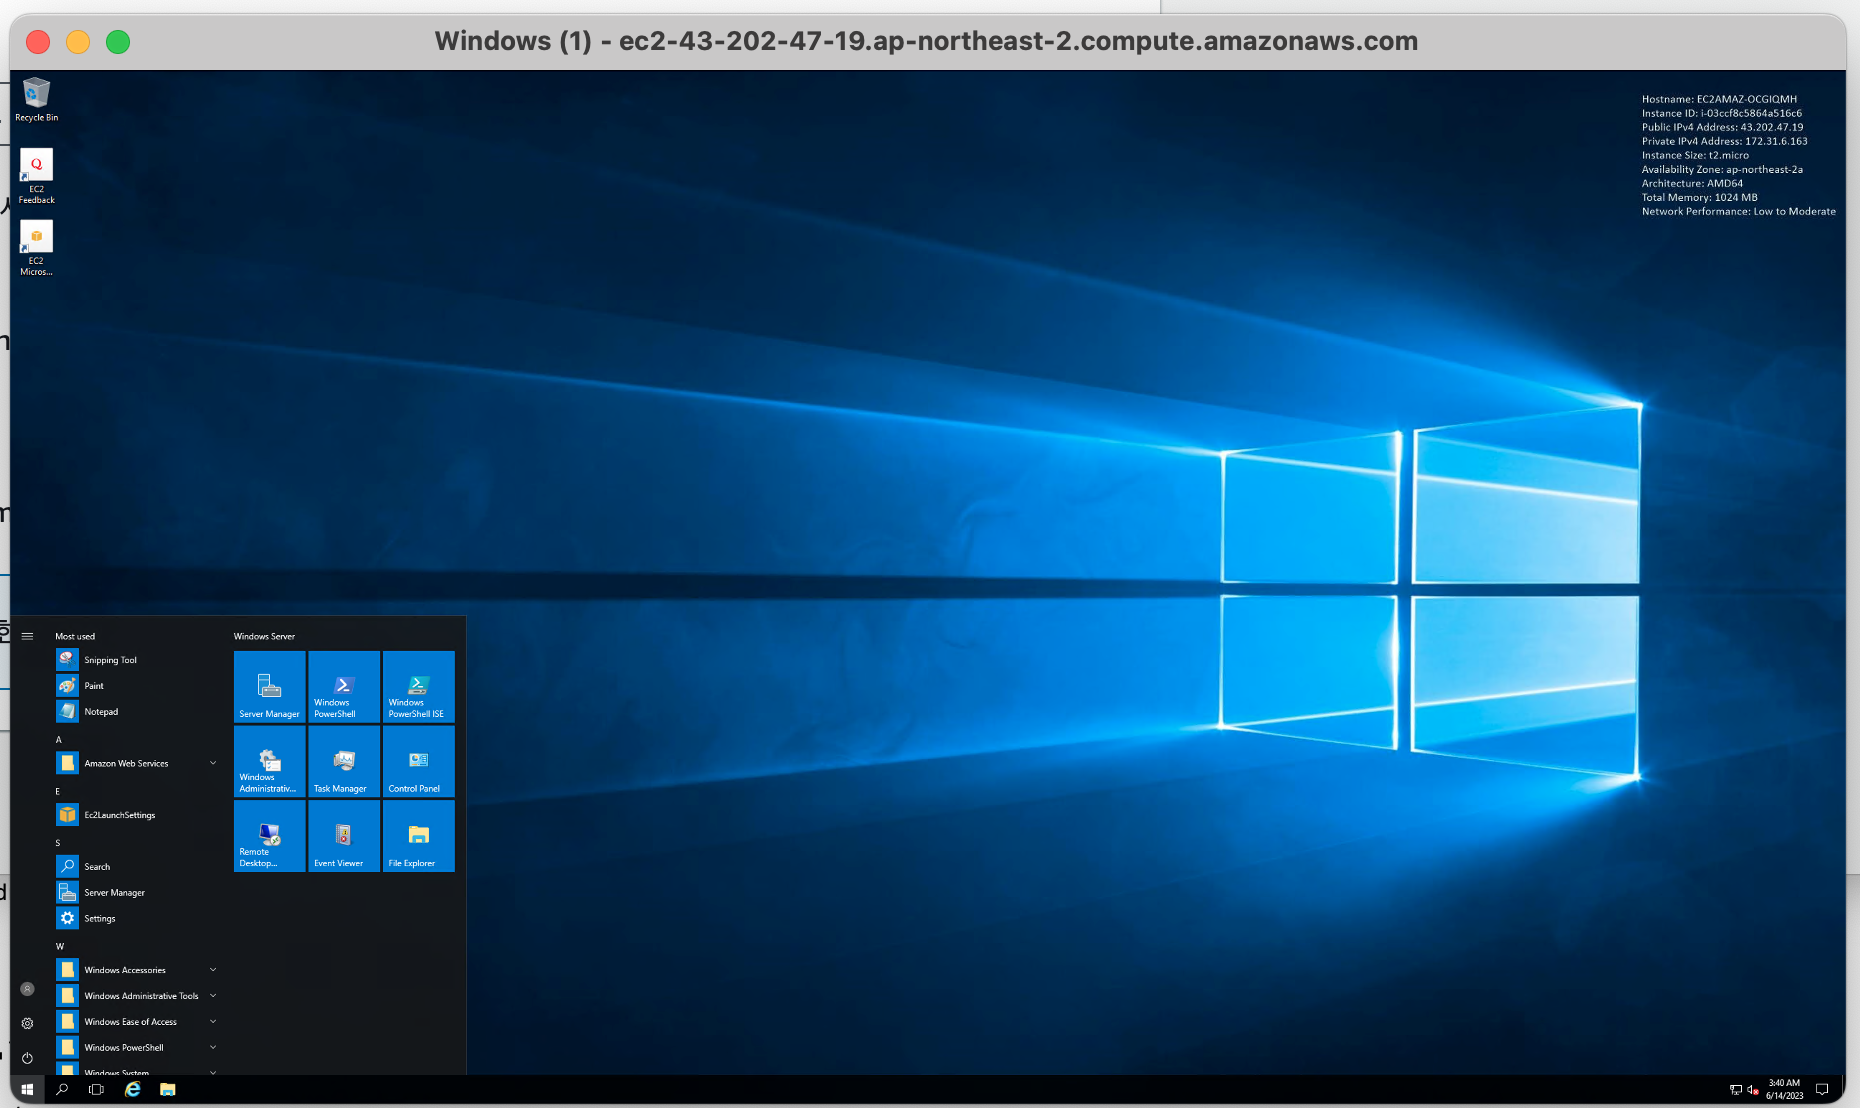 Windows (1) - ec2-43-202-47-19.ap-northeast-2.compute.amazonaws.com
Recycle Bin
EC2
Feedback
EC2
Micros...
Hostname: EC2AMAZ-OCGIQMH
Instance ID: i-03ccf8c5864a516c6
Public IPv4 Address: 43.202.47.19
Private IPv4 Address: 172.31.6.163
Instance Size: t2.micro
Availability Zone: ap-northeast-2a
Architecture: AMD64
Total Memory: 1024 MB
Network Performance: Low to Moderate
Most used
Snipping Tool
Paint
Notepad
A
Amazon Web Services
E
Ec2LaunchSettings
S
Search
Server Manager
Settings
W
Windows Accessories
Windows Administrative Tools
Windows Ease of Access
Windows PowerShell
Windows System
Windows Server
Server Manager
Windows
PowerShell
Windows
PowerShell ISE
Windows
Administrativ...
Task Manager
Control Panel
Remote
Desktop...
Event Viewer
File Explorer
3:40 AM
6/14/2023